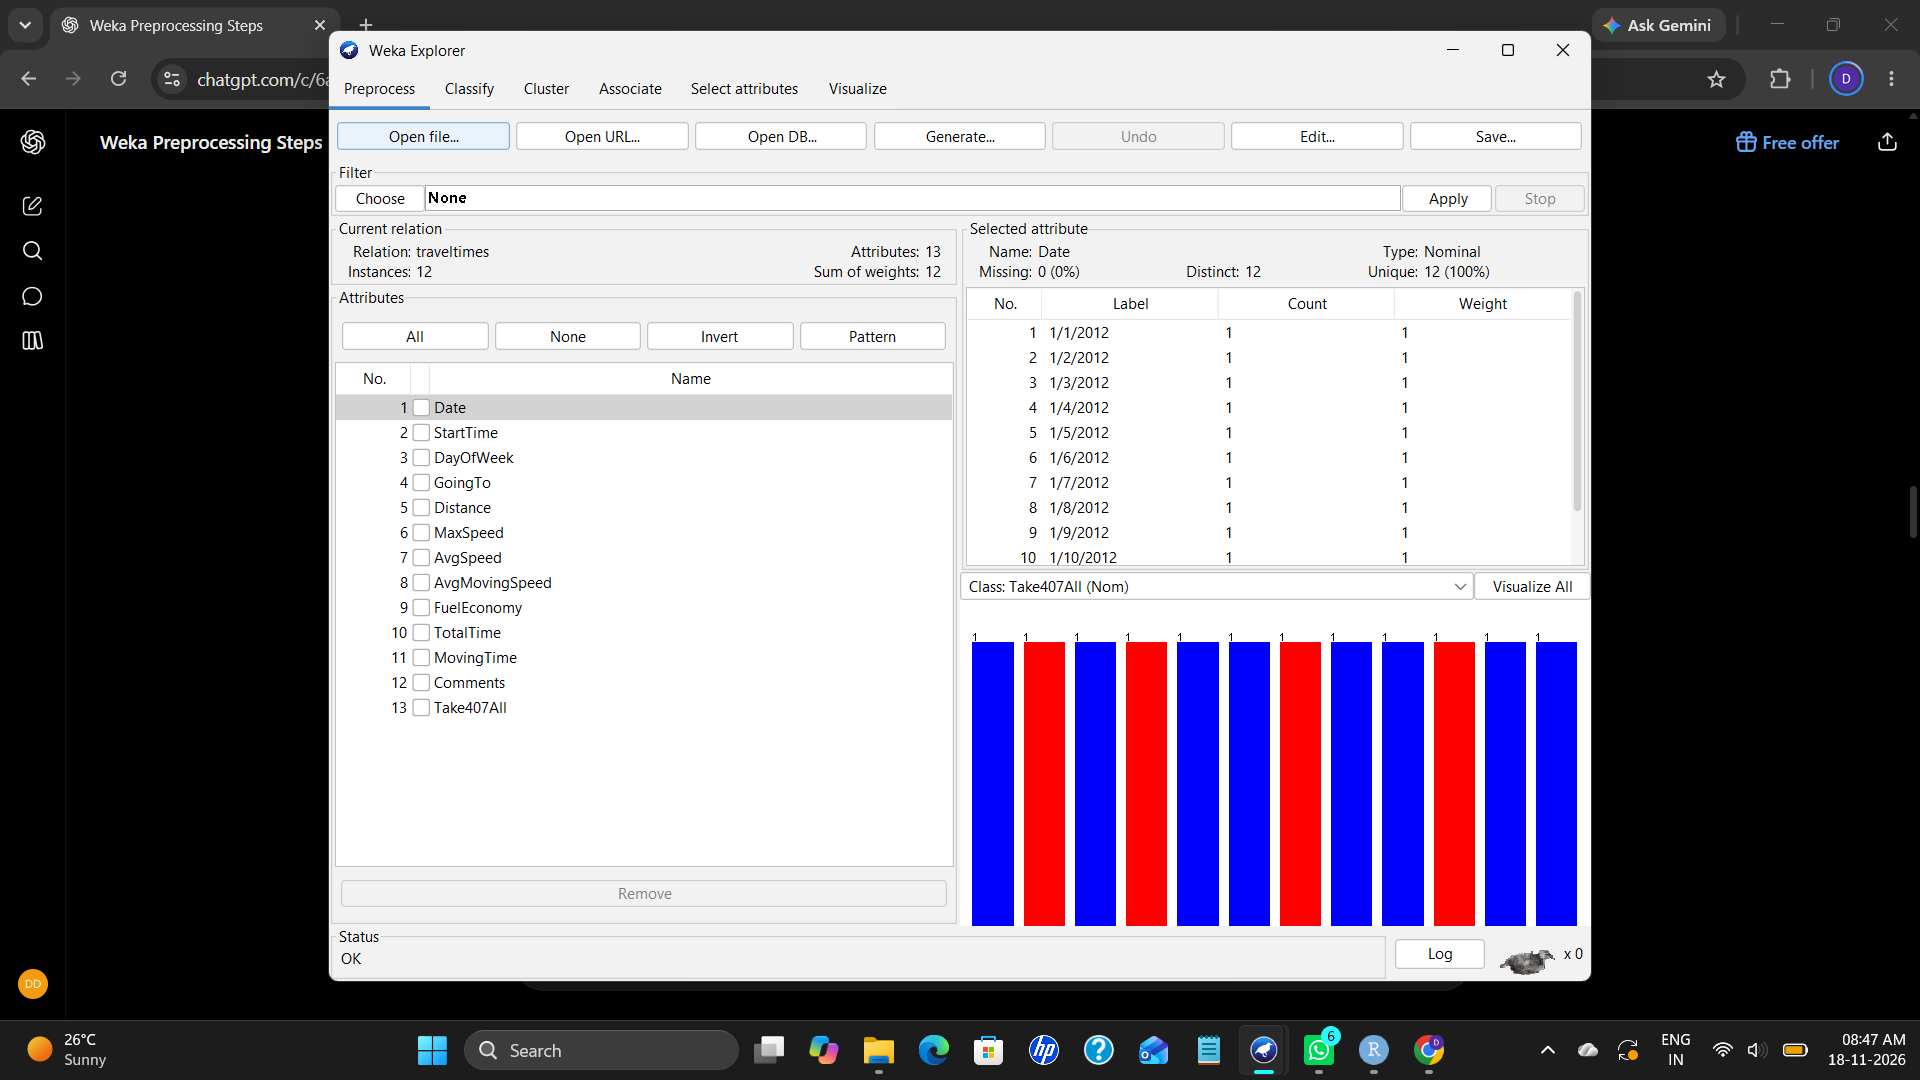 Weka Preprocessing Steps
Ask Gemini
chatgpt.com/c/6
D
Weka Preprocessing Steps
Free offer
DD
Weka Explorer
Preprocess Classify Cluster Associate Select attributes Visualize
Open file... Open URL... Open DB... Generate... Undo Edit... Save...
Filter
Choose None Apply Stop
Current relation
Relation: traveltimes Attributes: 13
Instances: 12 Sum of weights: 12
Attributes
All None Invert Pattern
No. Name
1 Date
2 StartTime
3 DayOfWeek
4 GoingTo
5 Distance
6 MaxSpeed
7 AvgSpeed
8 AvgMovingSpeed
9 FuelEconomy
10 TotalTime
11 MovingTime
12 Comments
13 Take407All
Remove
Selected attribute
Name: Date Type: Nominal
Missing: 0 (0%) Distinct: 12 Unique: 12 (100%)
No. Label Count Weight
1 1/1/2012 1 1
2 1/2/2012 1 1
3 1/3/2012 1 1
4 1/4/2012 1 1
5 1/5/2012 1 1
6 1/6/2012 1 1
7 1/7/2012 1 1
8 1/8/2012 1 1
9 1/9/2012 1 1
10 1/10/2012 1 1
Class: Take407All (Nom) Visualize All
1 1 1 1 1 1 1 1 1 1 1 1
Status
OK
Log x 0
26°C
Sunny
Search
hp
?
6
R
D
ENG
IN
08:47 AM
18-11-2026